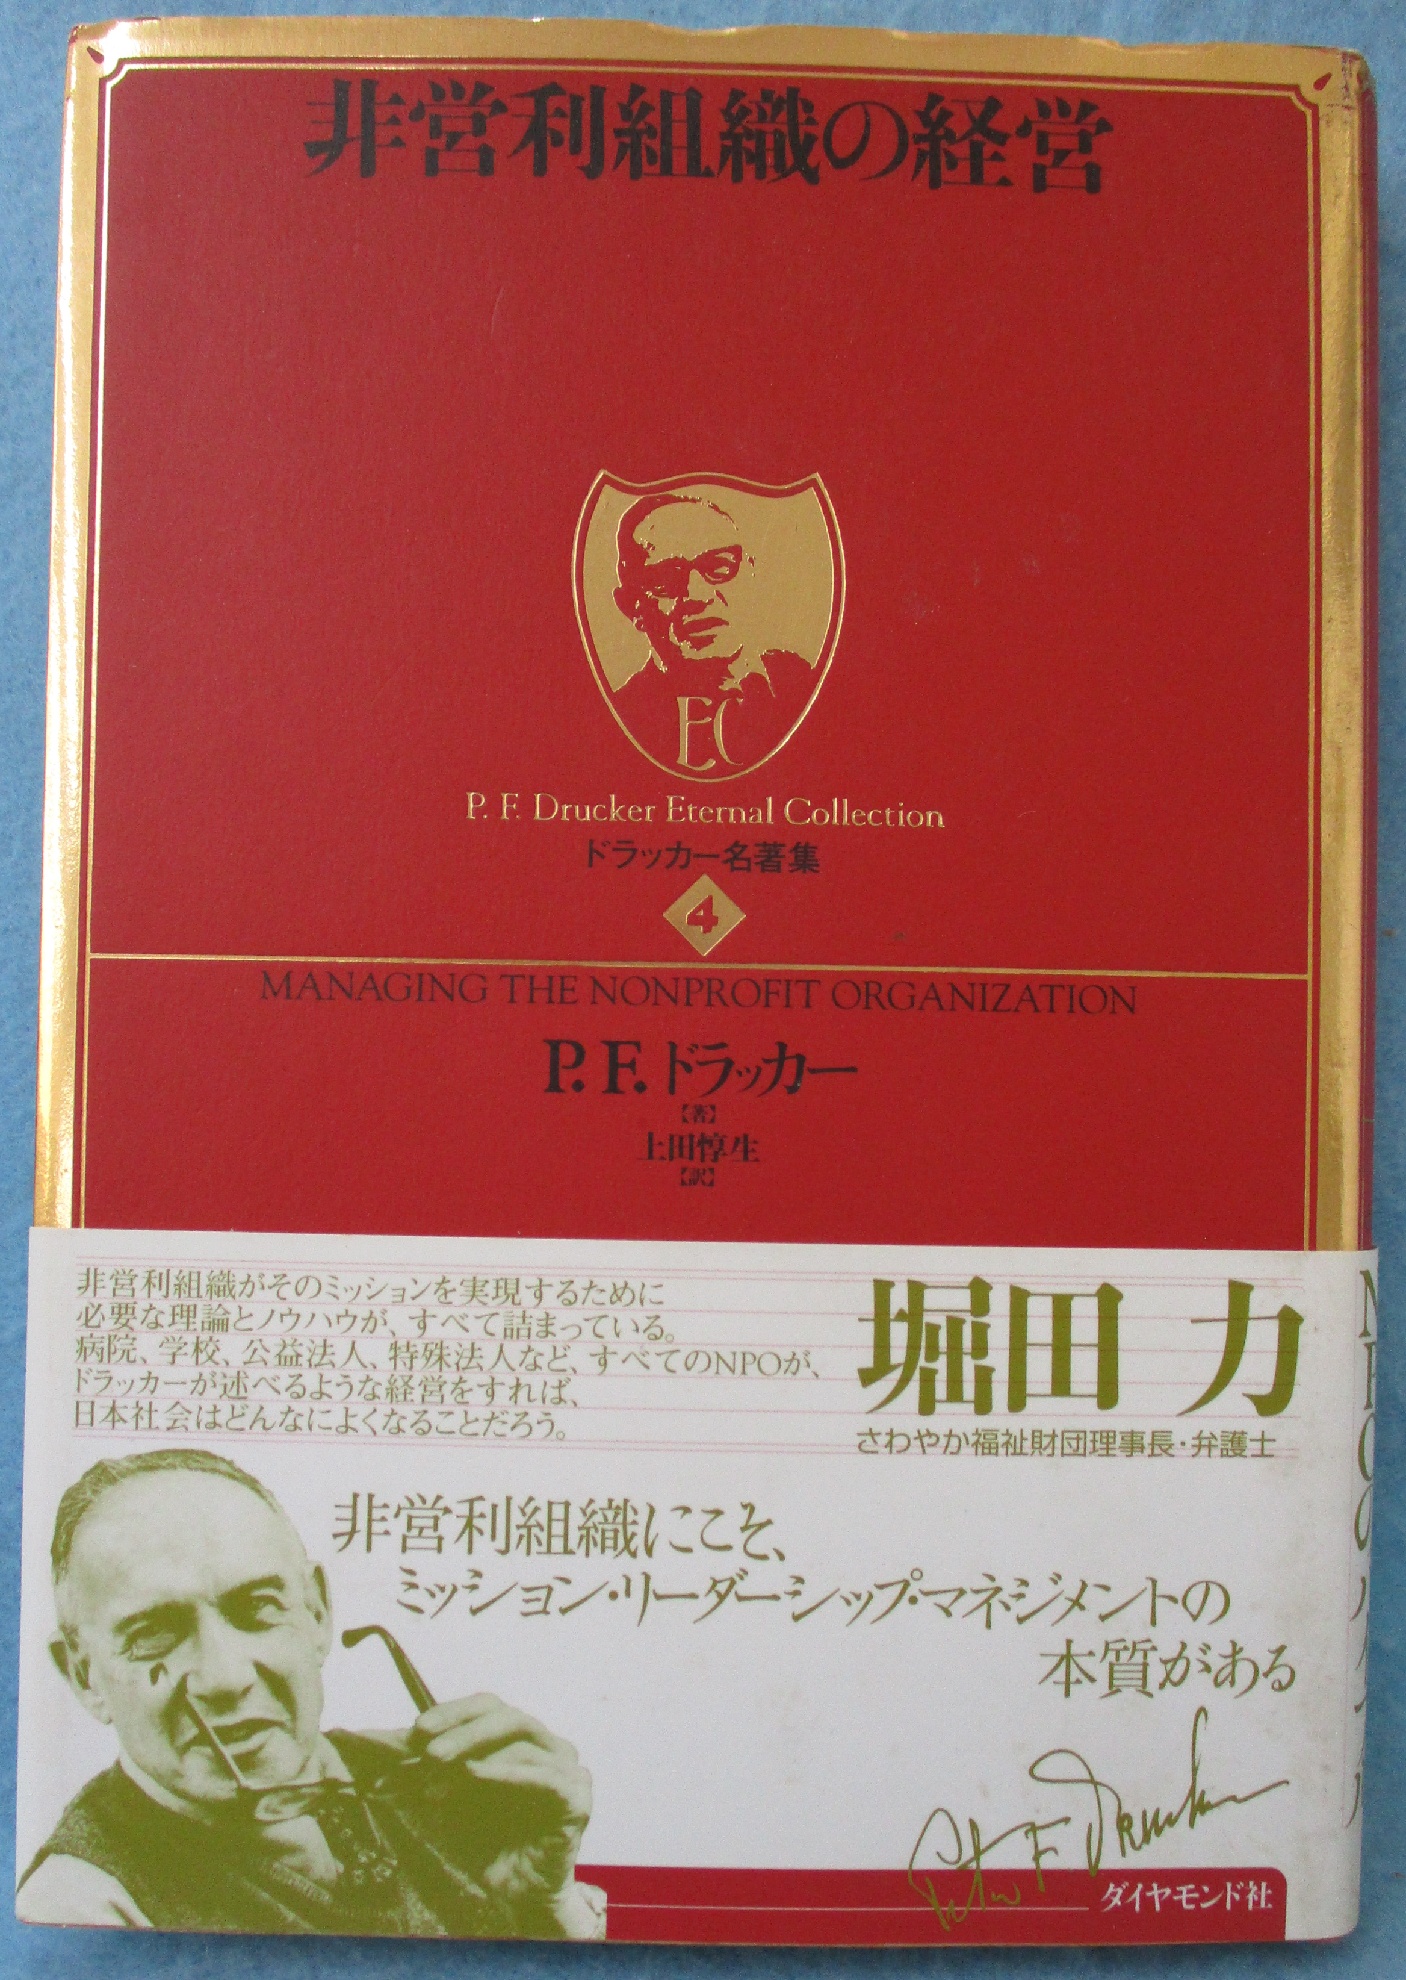 非営利組織の経営
EC
P. F. Drucker Eternal Collection
ドラッカー名著集
4
MANAGING THE NONPROFIT ORGANIZATION
P. F. ドラッカー
【著】
上田惇生
【訳】
非営利組織がそのミッションを実現するために
必要な理論とノウハウが、すべて詰まっている。
病院、学校、公益法人、特殊法人など、すべてのNPOが、
ドラッカーが述べるような経営をすれば、
日本社会はどんなによくなることだろう。
堀田 力
さわやか福祉財団理事長・弁護士
非営利組織にこそ、
ミッション・リーダーシップ・マネジメントの
本質がある
Peter F. Drucker
ダイヤモンド社